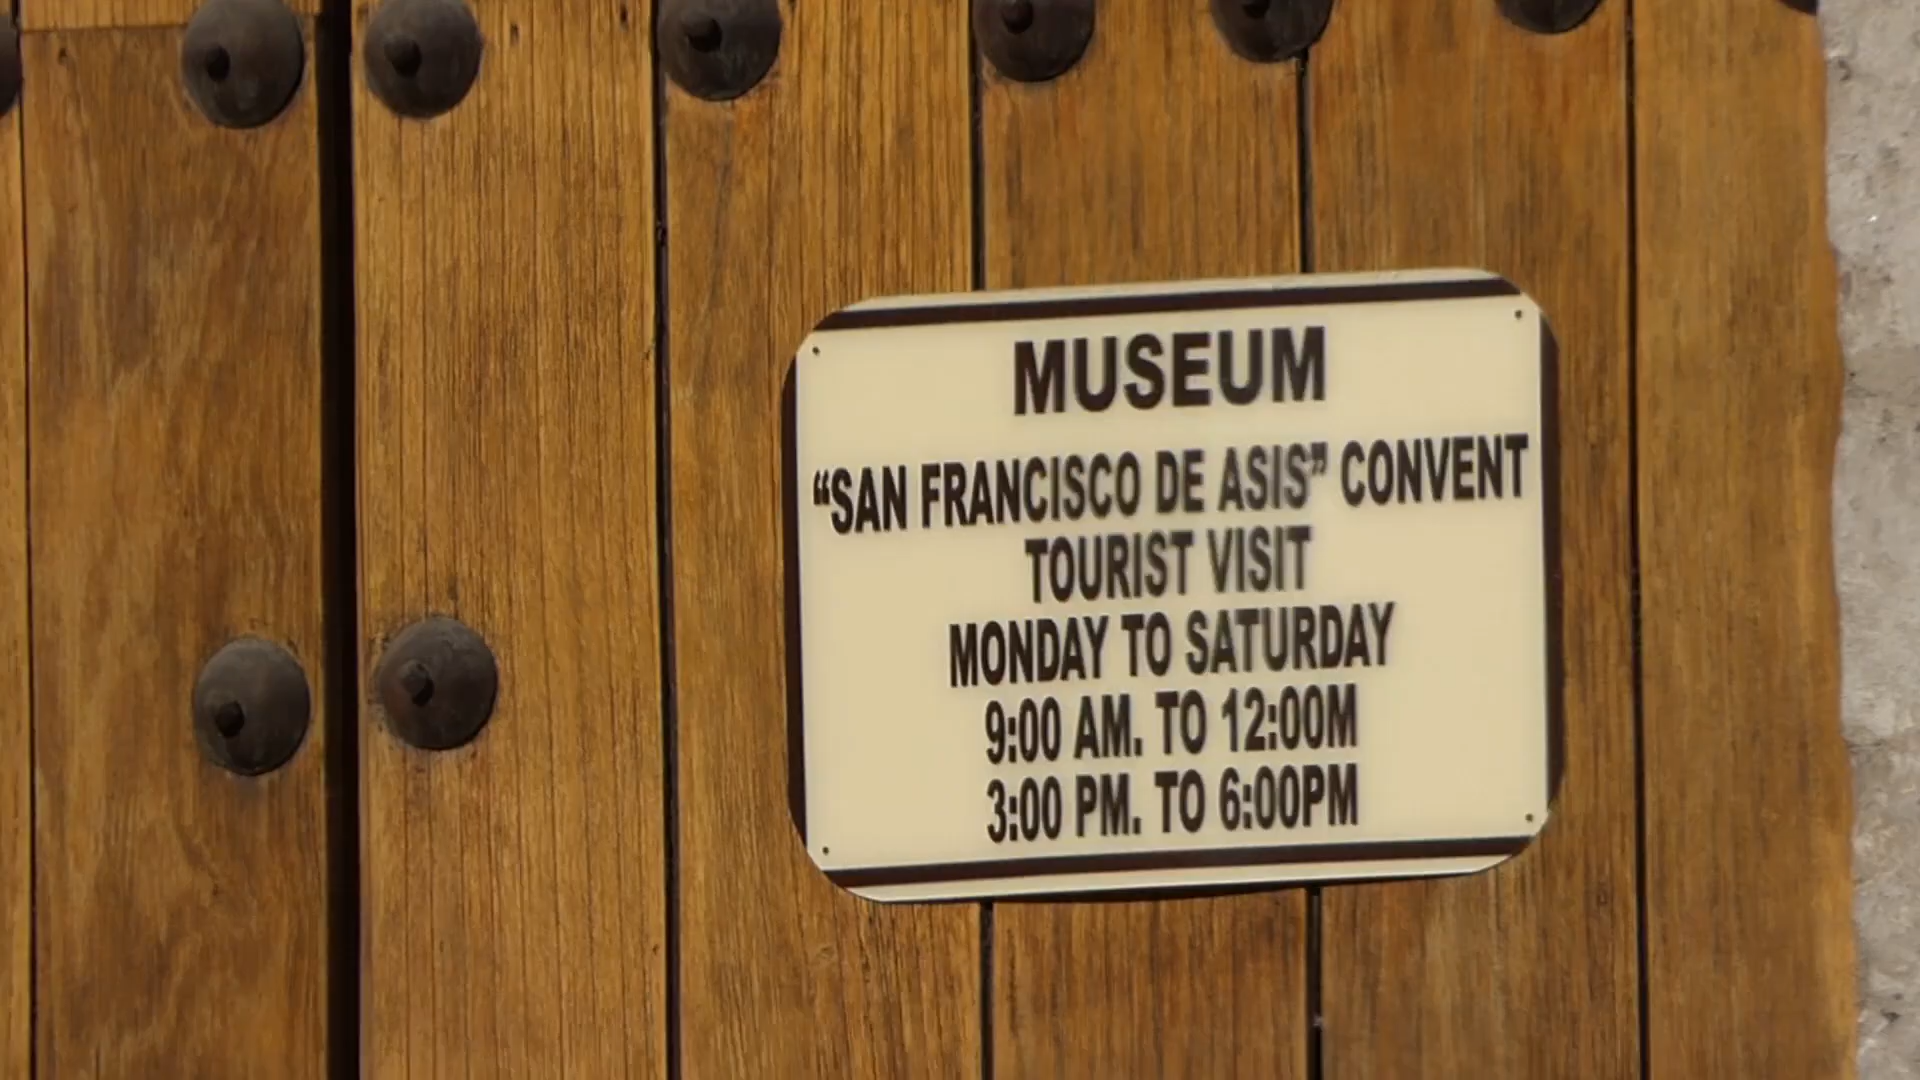 MUSEUM
“SAN FRANCISCO DE ASIS” CONVENT
TOURIST VISIT
MONDAY TO SATURDAY
9:00 AM. TO 12:00M
3:00 PM. TO 6:00PM